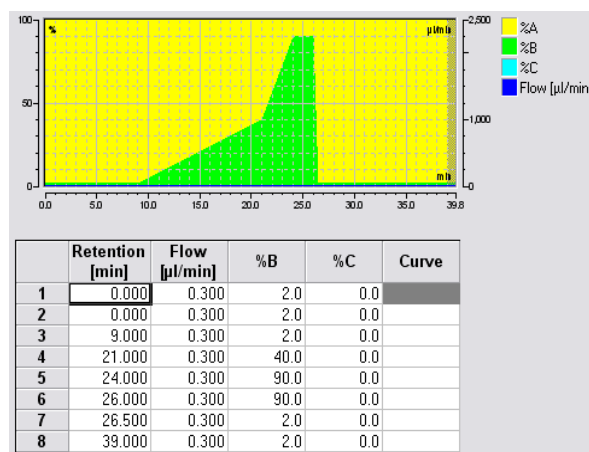 100 % µl/min 2,500
%A
%B
%C
Flow [µl/min
50 1,000
0 min 0
0.0 5.0 10.0 15.0 20.0 25.0 30.0 35.0 39.8
Retention [min] Flow [µl/min] %B %C Curve
1 0.000 0.300 2.0 0.0
2 0.000 0.300 2.0 0.0
3 9.000 0.300 2.0 0.0
4 21.000 0.300 40.0 0.0
5 24.000 0.300 90.0 0.0
6 26.000 0.300 90.0 0.0
7 26.500 0.300 2.0 0.0
8 39.000 0.300 2.0 0.0